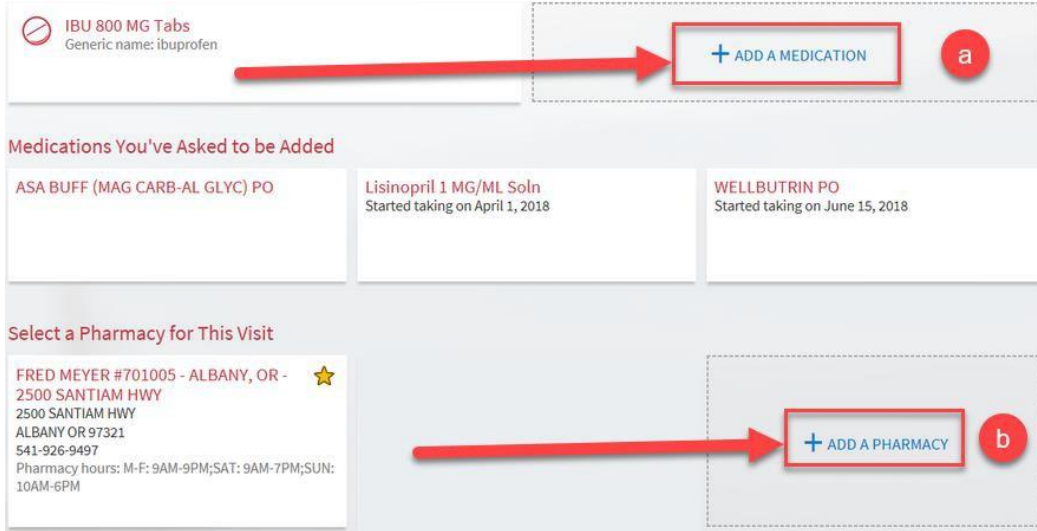 IBU 800 MG Tabs
Generic name: ibuprofen
+ ADD A MEDICATION
a
Medications You've Asked to be Added
ASA BUFF (MAG CARB-AL GLYC) PO
Lisinopril 1 MG/ML Soln
Started taking on April 1, 2018
WELLBUTRIN PO
Started taking on June 15, 2018
Select a Pharmacy for This Visit
FRED MEYER #701005 - ALBANY, OR -
2500 SANTIAM HWY
2500 SANTIAM HWY
ALBANY OR 97321
541-926-9497
Pharmacy hours: M-F: 9AM-9PM;SAT: 9AM-7PM;SUN:
10AM-6PM
+ ADD A PHARMACY
b